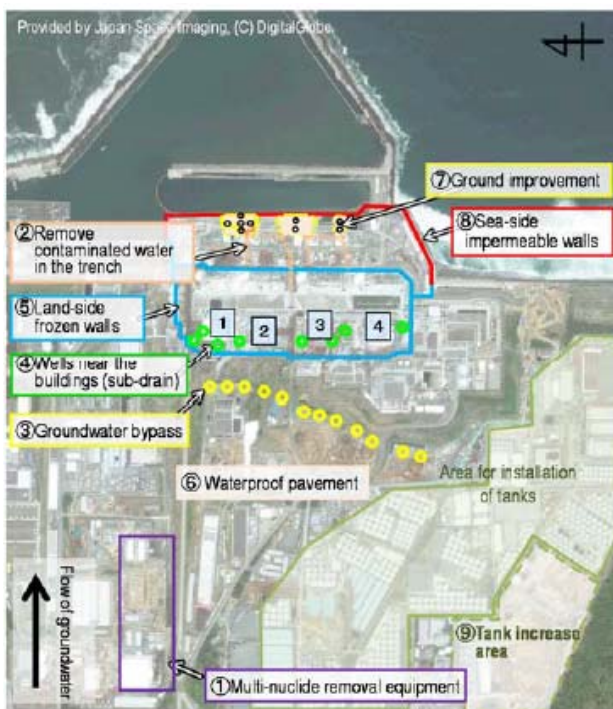 Provided by Japan Space Imaging, (C) DigitalGlobe
⑦Ground improvement
②Remove
contaminated water
in the trench
⑧Sea-side
impermeable walls
⑤Land-side
frozen walls
1
2
3
4
④Wells near the
buildings (sub-drain)
③Groundwater bypass
⑥ Waterproof pavement
Area for installation
of tanks
Flow of groundwater
⑨Tank increase
area
①Multi-nuclide removal equipment